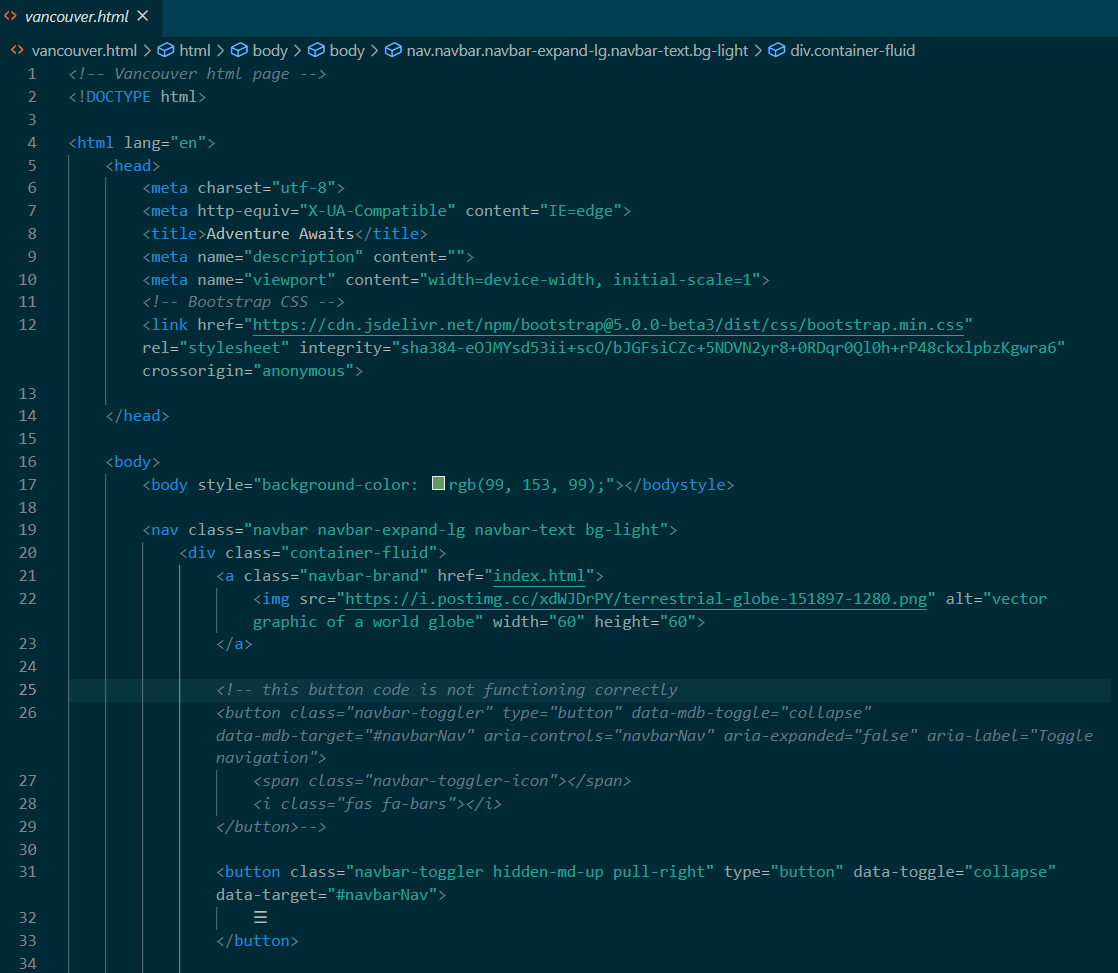 vancouver.html
vancouver.html > html > body > body > nav.navbar.navbar-expand-lg.navbar-text.bg-light > div.container-fluid
1 <!-- Vancouver html page -->
2 <!DOCTYPE html>
3
4 <html lang="en">
5 <head>
6 <meta charset="utf-8">
7 <meta http-equiv="X-UA-Compatible" content="IE=edge">
8 <title>Adventure Awaits</title>
9 <meta name="description" content="">
10 <meta name="viewport" content="width=device-width, initial-scale=1">
11 <!-- Bootstrap CSS -->
12 <link href="https://cdn.jsdelivr.net/npm/bootstrap@5.0.0-beta3/dist/css/bootstrap.min.css"
rel="stylesheet" integrity="sha384-eOJMYsd53ii+scO/bJGFsiCZc+5NDVN2yr8+0RDqr0Ql0h+rP48ckxlpbzKgwra6"
crossorigin="anonymous">
13
14 </head>
15
16 <body>
17 <body style="background-color: rgb(99, 153, 99);"></bodystyle>
18
19 <nav class="navbar navbar-expand-lg navbar-text bg-light">
20 <div class="container-fluid">
21 <a class="navbar-brand" href="index.html">
22 <img src="https://i.postimg.cc/xdWJDrPY/terrestrial-globe-151897-1280.png" alt="vector
graphic of a world globe" width="60" height="60">
23 </a>
24
25 <!-- this button code is not functioning correctly
26 <button class="navbar-toggler" type="button" data-mdb-toggle="collapse"
data-mdb-target="#navbarNav" aria-controls="navbarNav" aria-expanded="false" aria-label="Toggle
navigation">
27 <span class="navbar-toggler-icon"></span>
28 <i class="fas fa-bars"></i>
29 </button>-->
30
31 <button class="navbar-toggler hidden-md-up pull-right" type="button" data-toggle="collapse"
data-target="#navbarNav">
32 ☰
33 </button>
34